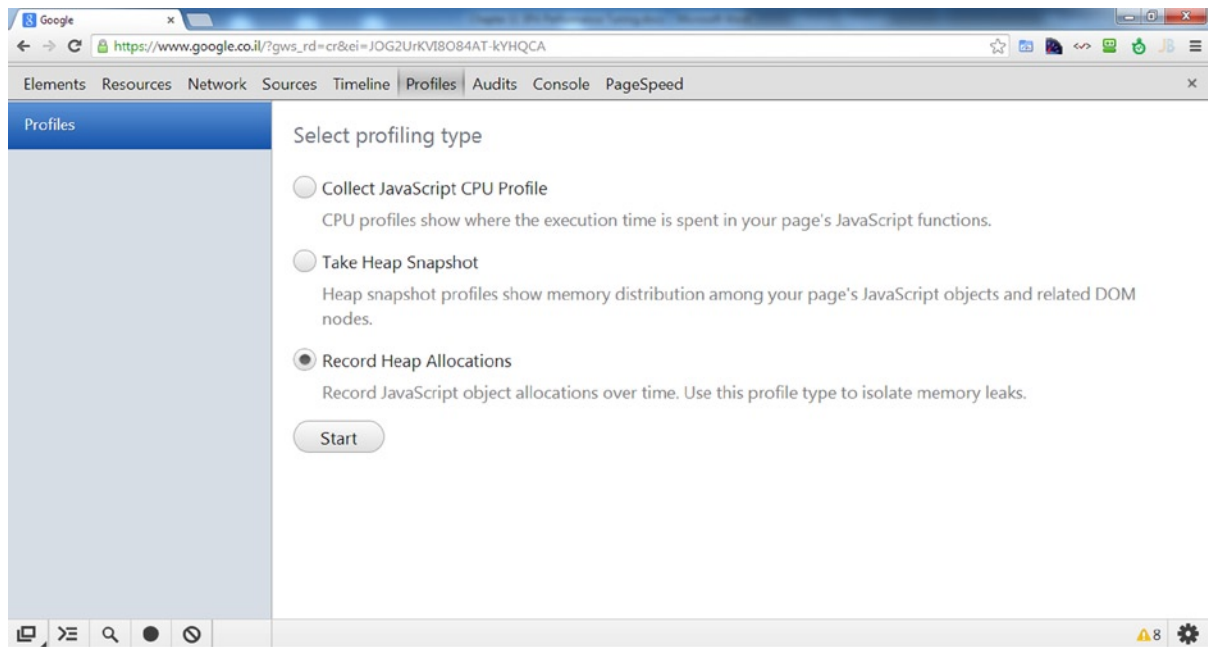 Google
https://www.google.co.il/?gws_rd=cr&ei=JOG2UrKVI8O84AT-kYHQCA
JB
Elements Resources Network Sources Timeline Profiles Audits Console PageSpeed
Profiles
Select profiling type
Collect JavaScript CPU Profile
CPU profiles show where the execution time is spent in your page's JavaScript functions.
Take Heap Snapshot
Heap snapshot profiles show memory distribution among your page's JavaScript objects and related DOM
nodes.
Record Heap Allocations
Record JavaScript object allocations over time. Use this profile type to isolate memory leaks.
Start
8